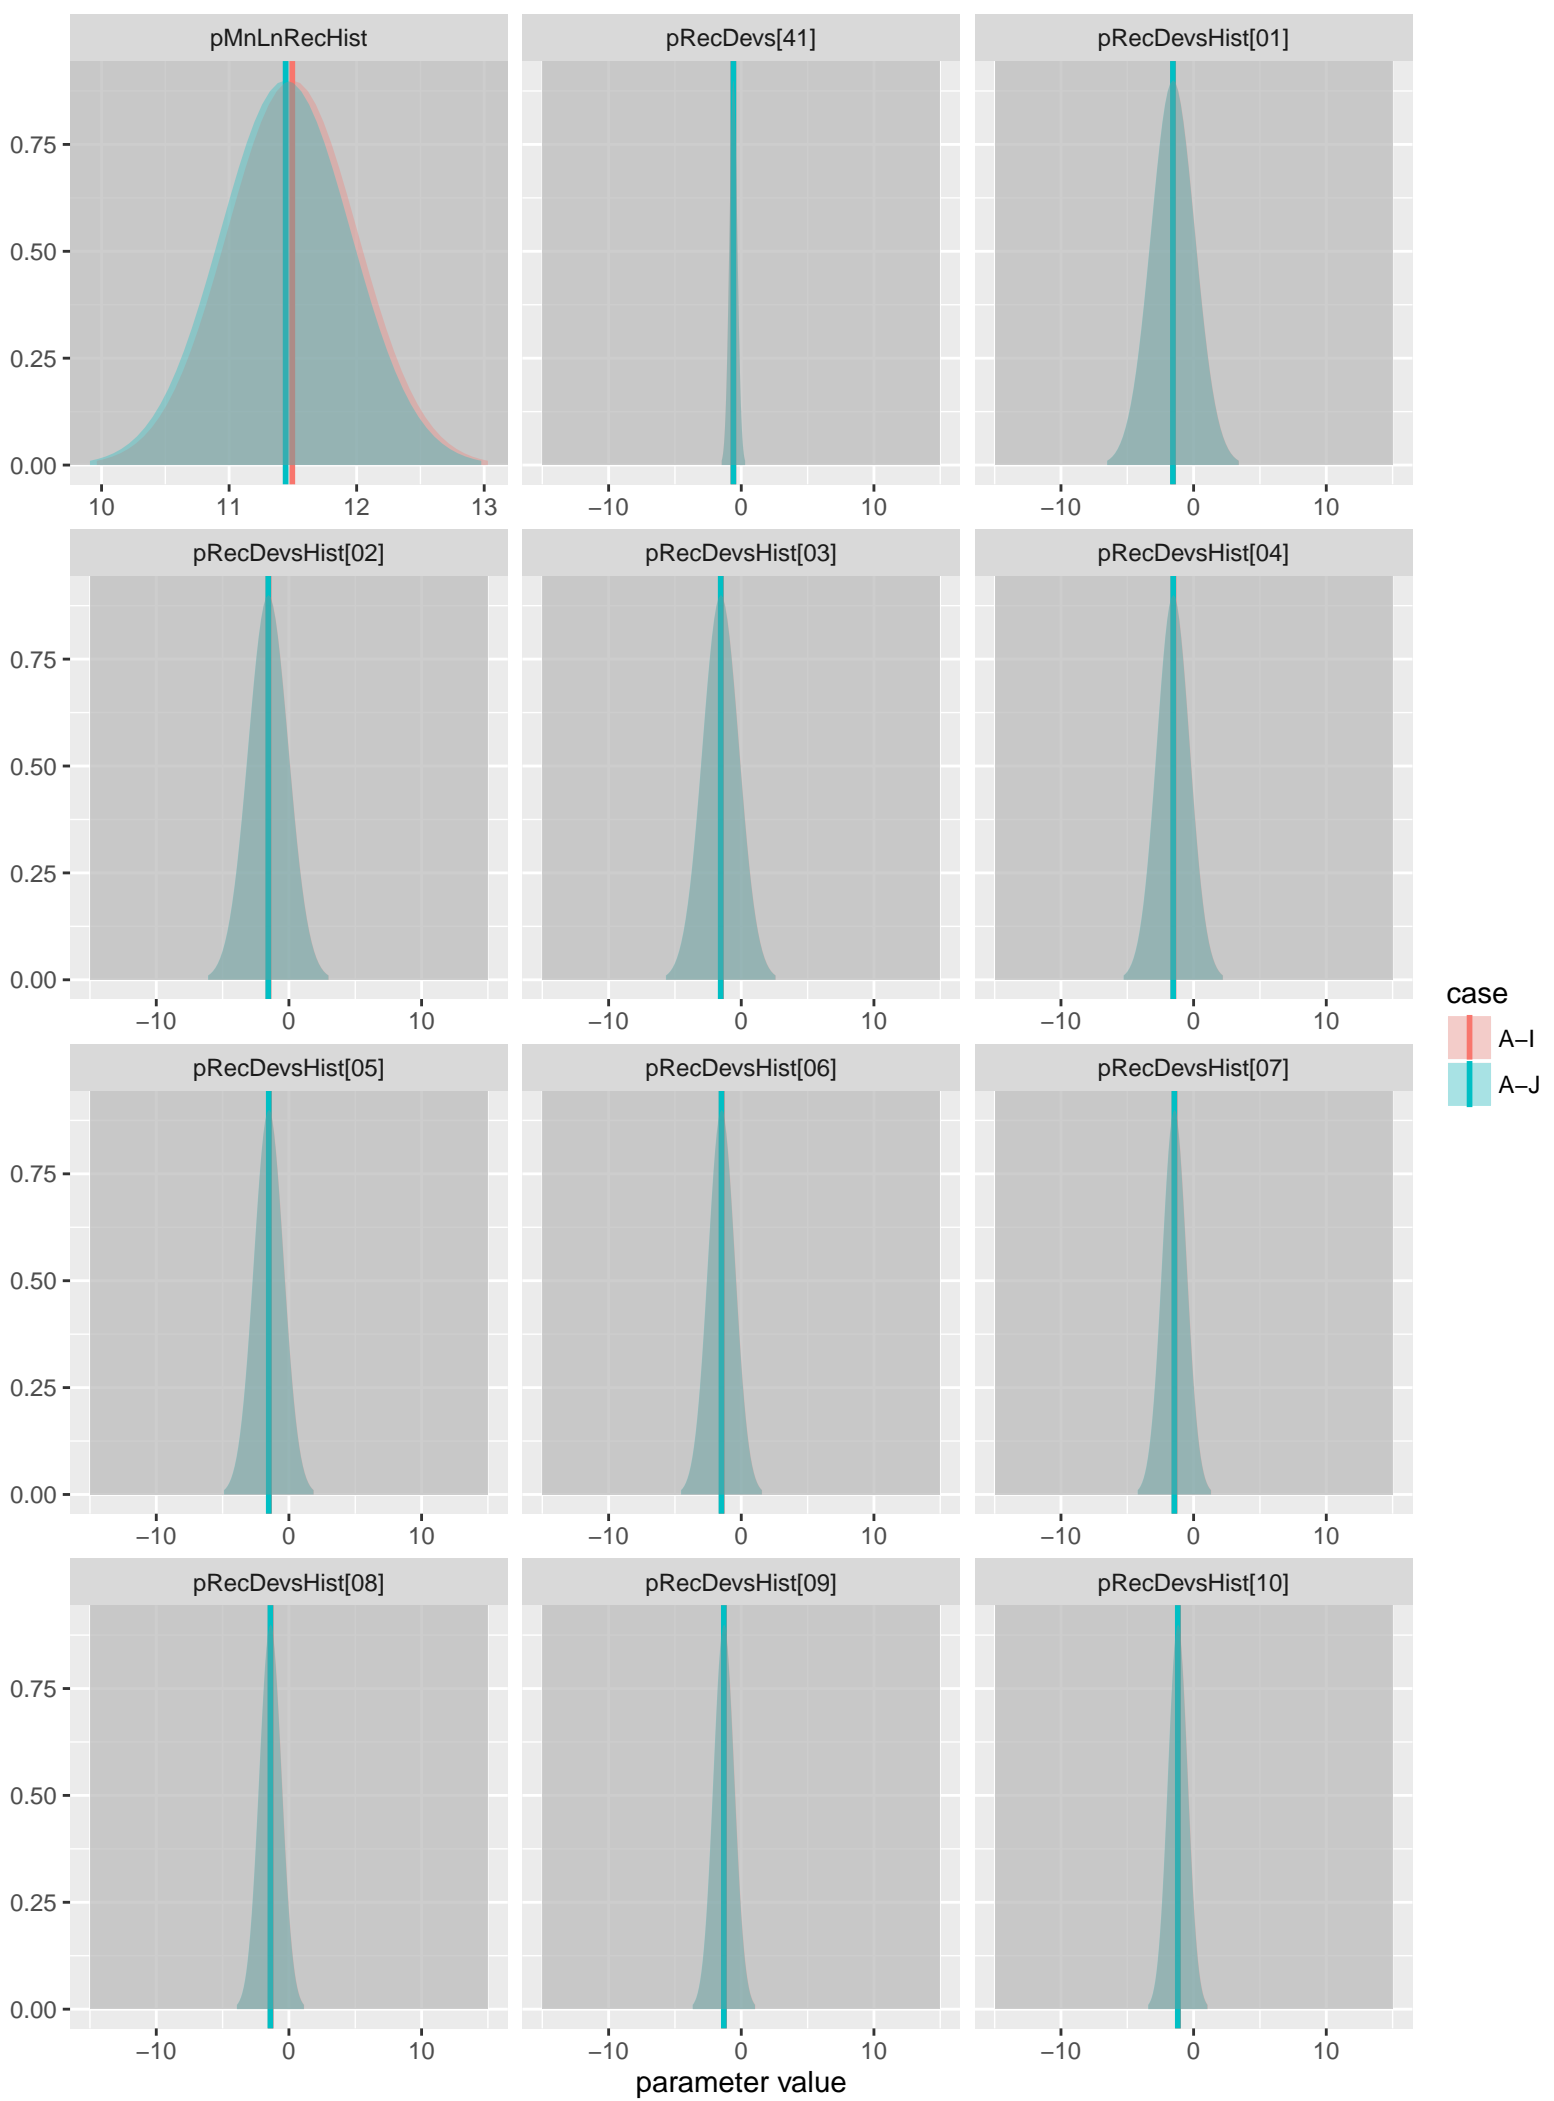 pMnLnRecHist pRecDevs[41] pRecDevsHist[01]
0.75
0.50
0.25
0.00
10 11 12 13 −10 0 10 −10 0 10
pRecDevsHist[02] pRecDevsHist[03] pRecDevsHist[04]
0.75
0.50
0.25
0.00
−10 0 10 −10 0 10 −10 0 10
case
A−I
A−J
pRecDevsHist[05] pRecDevsHist[06] pRecDevsHist[07]
0.75
0.50
0.25
0.00
−10 0 10 −10 0 10 −10 0 10
pRecDevsHist[08] pRecDevsHist[09] pRecDevsHist[10]
0.75
0.50
0.25
0.00
−10 0 10 −10 0 10 −10 0 10
parameter value